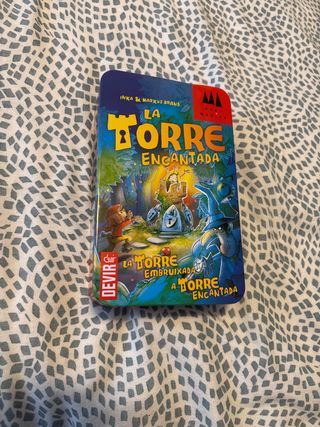 INKA & MARKUS BRAND
LA
TORRE
ENCANTADA
LA TORRE
EMBRUIXADA
A TORRE
ENCANTADA
DEVIR